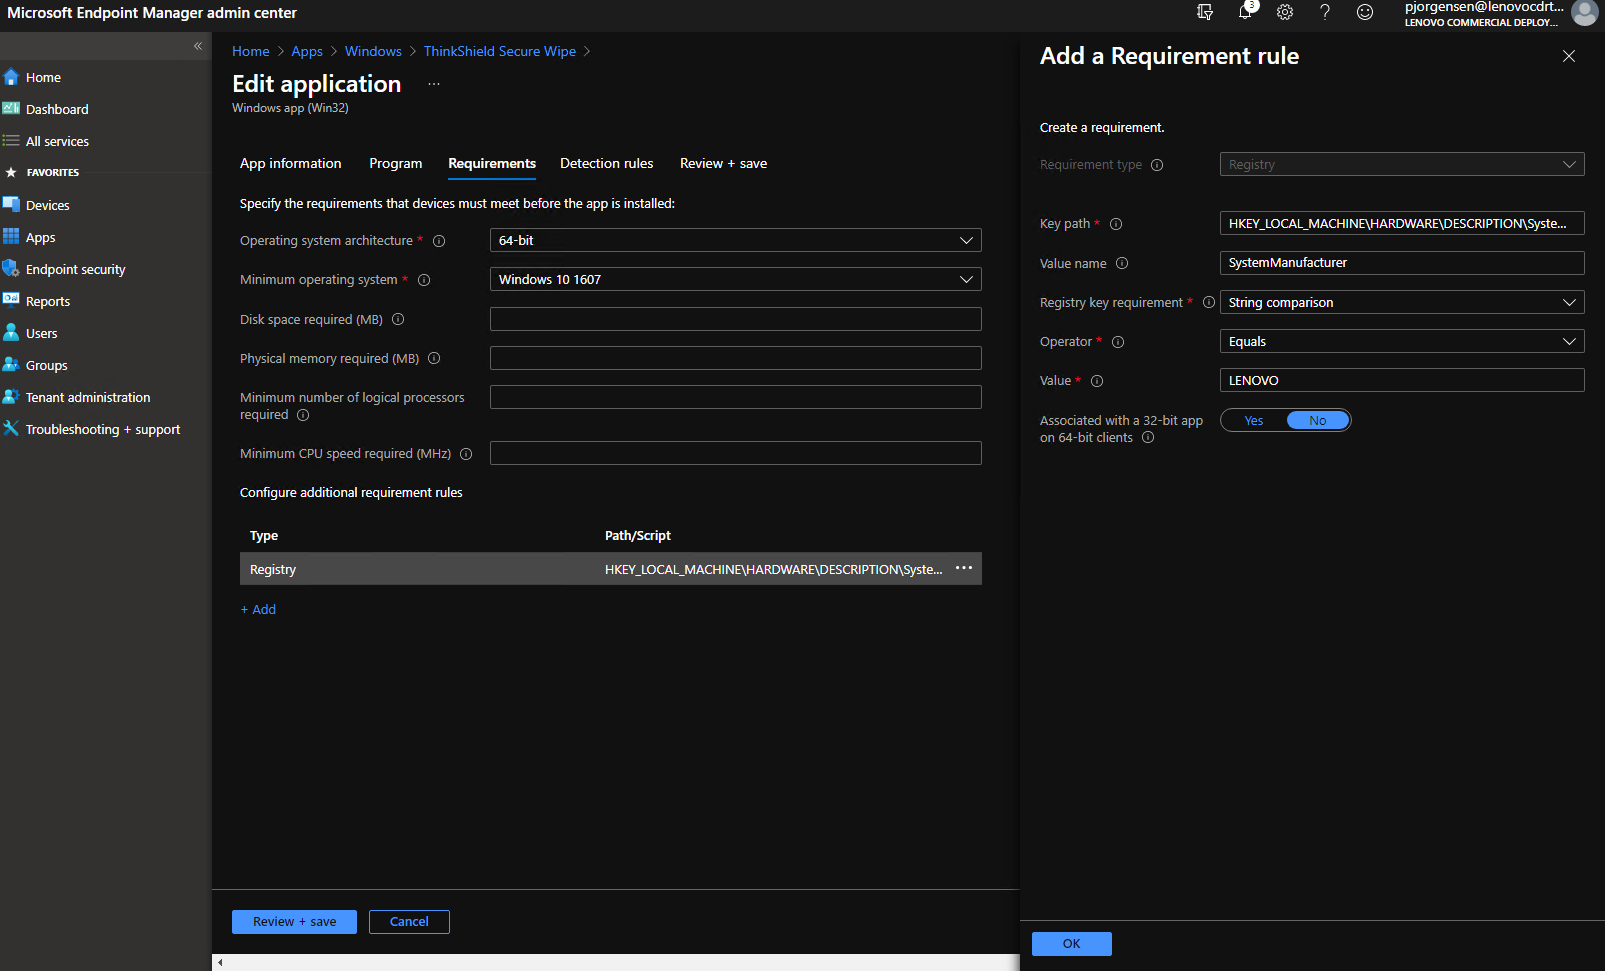 Microsoft Endpoint Manager admin center
3
pjorgensen@lenovocdrt...
LENOVO COMMERCIAL DEPLOY...
«
Home
Dashboard
All services
FAVORITES
Devices
Apps
Endpoint security
Reports
Users
Groups
Tenant administration
Troubleshooting + support
Home > Apps > Windows > ThinkShield Secure Wipe >
Edit application ...
Windows app (Win32)
App information Program Requirements Detection rules Review + save
Specify the requirements that devices must meet before the app is installed:
Operating system architecture * 64-bit
Minimum operating system * Windows 10 1607
Disk space required (MB)
Physical memory required (MB)
Minimum number of logical processors
required
Minimum CPU speed required (MHz)
Configure additional requirement rules
Type Path/Script
Registry HKEY_LOCAL_MACHINE\HARDWARE\DESCRIPTION\Syste... ...
+ Add
Review + save Cancel
Add a Requirement rule
Create a requirement.
Requirement type Registry
Key path * HKEY_LOCAL_MACHINE\HARDWARE\DESCRIPTION\Syste...
Value name SystemManufacturer
Registry key requirement * String comparison
Operator * Equals
Value * LENOVO
Associated with a 32-bit app Yes No
on 64-bit clients
OK